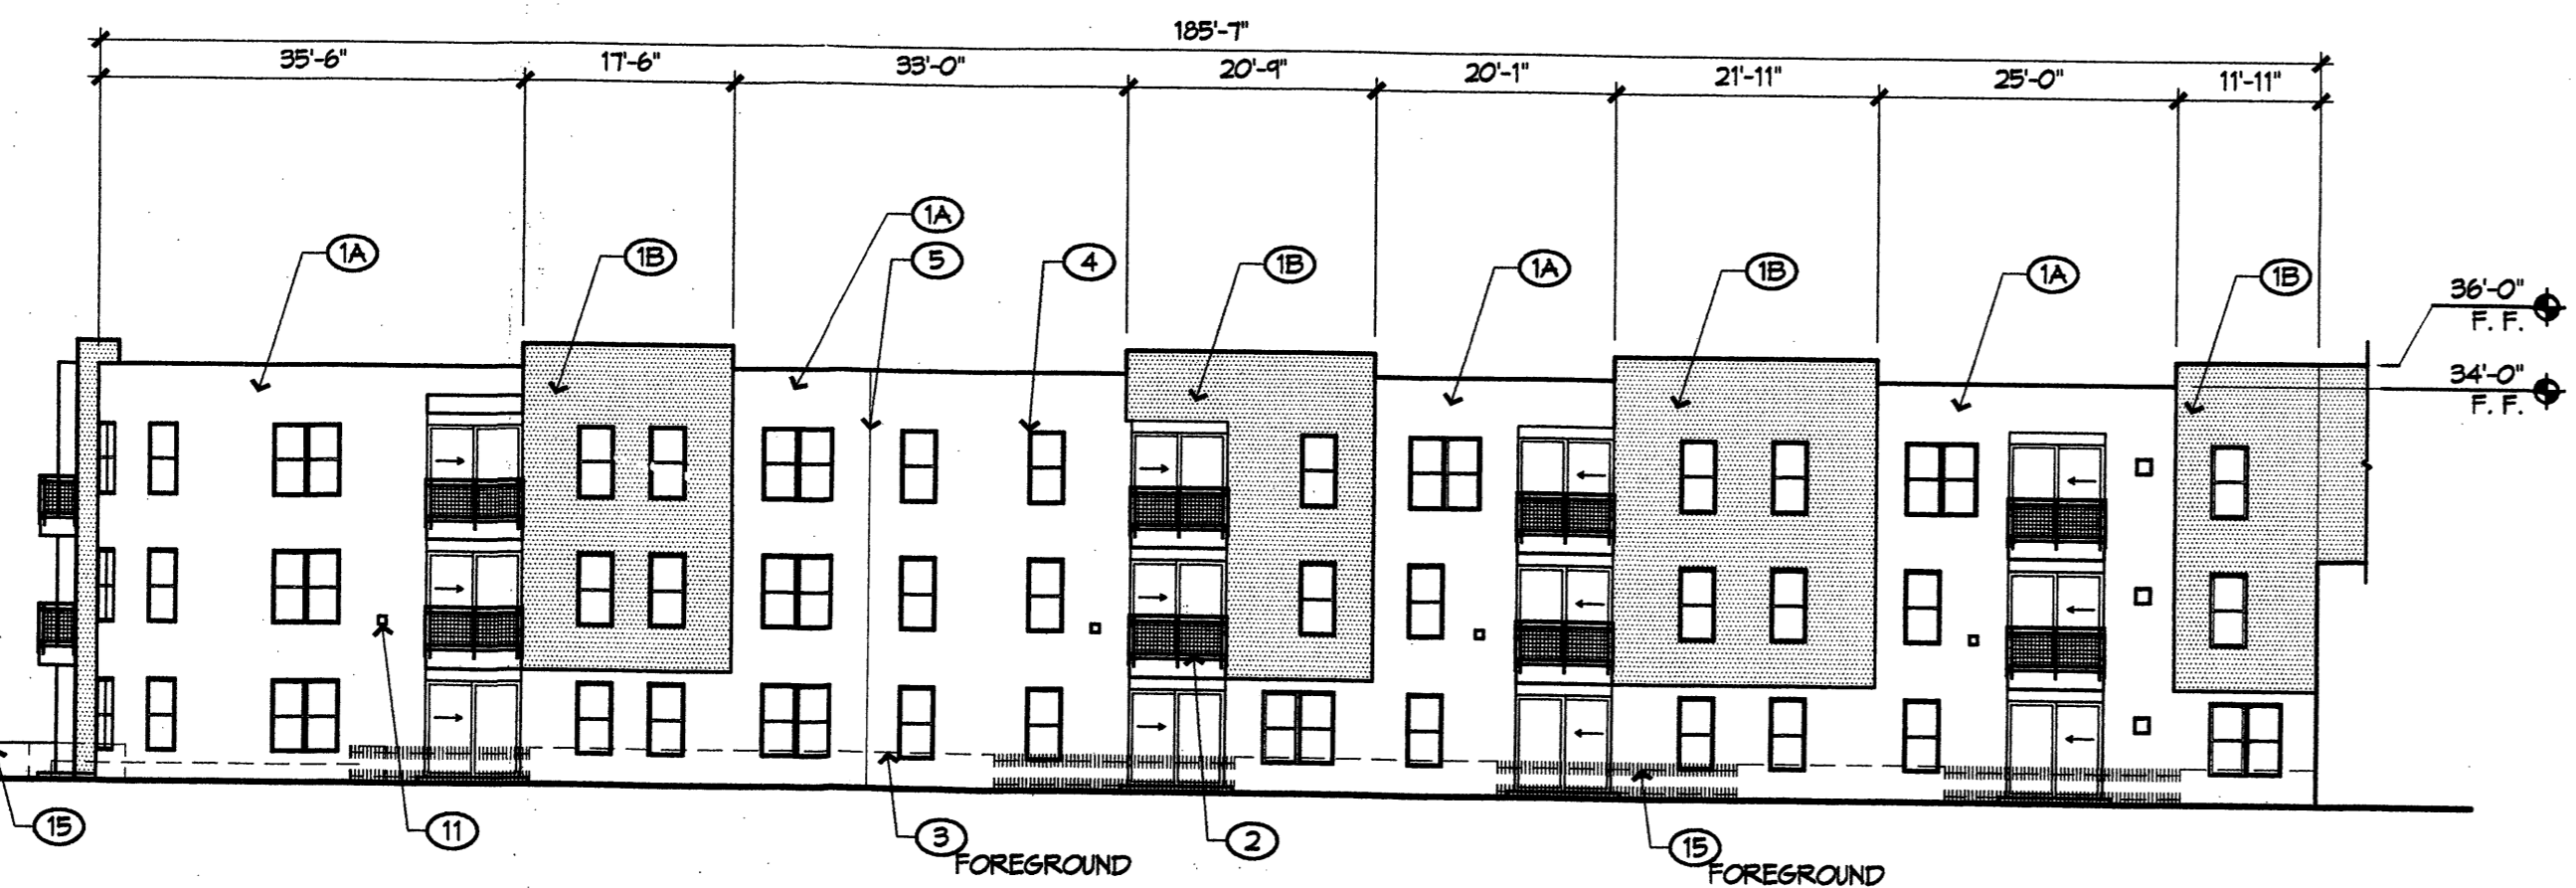 185'-7"
35'-6"
17'-6"
33'-0"
20'-9"
20'-1"
21'-11"
25'-0"
11'-11"
1A
1A
1B
5
4
1B
1A
1B
1A
1B
36'-0"
F. F.
34'-0"
F. F.
15
11
3
FOREGROUND
2
15
FOREGROUND